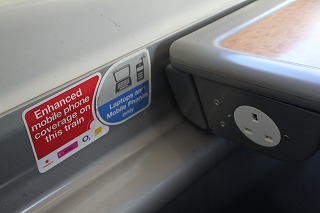 Enhanced
mobile phone
coverage on
this train
O2
Laptops and
Mobile Phones
only